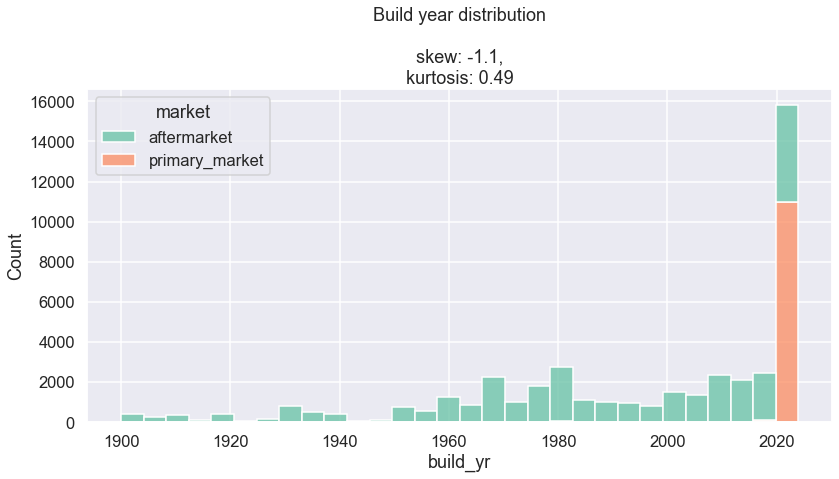 Build year distribution
skew: -1.1,
kurtosis: 0.49
market
aftermarket
primary_market
16000
14000
12000
10000
8000
6000
4000
2000
0
Count
1900 1920 1940 1960 1980 2000 2020
build_yr